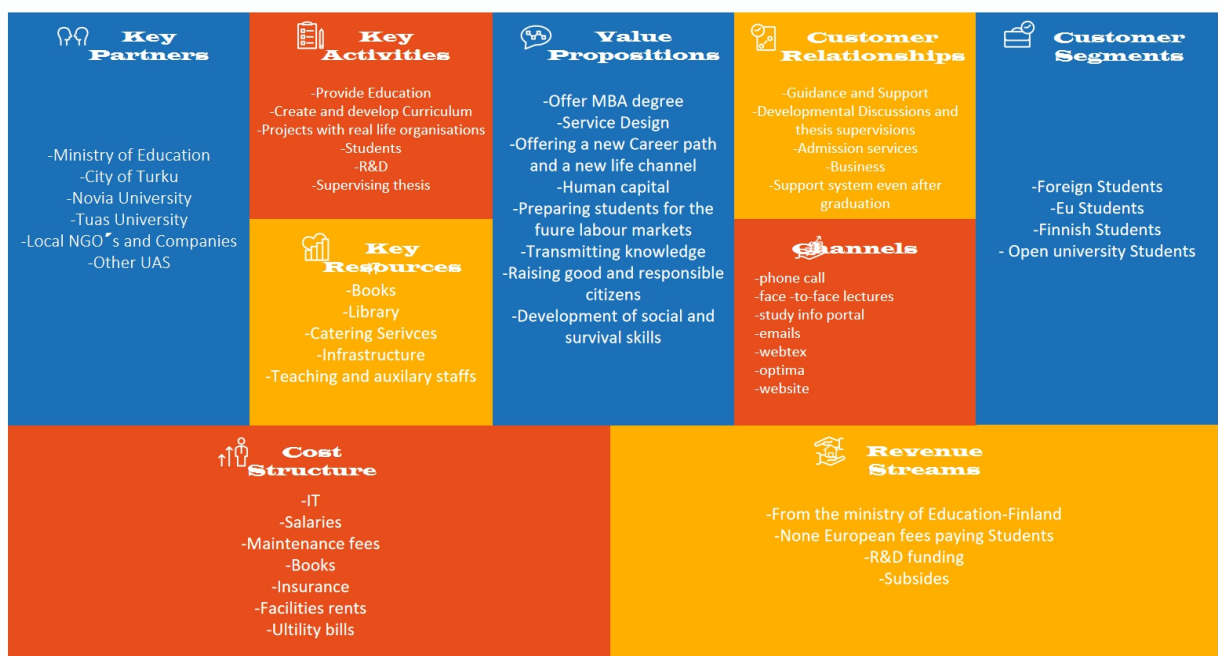 Key
Partners
-Ministry of Education
-City of Turku
-Novia University
-Tuas University
-Local NGO´s and Companies
-Other UAS
Key
Activities
-Provide Education
-Create and develop Curriculum
-Projects with real life organisations
-Students
-R&D
-Supervising thesis
Key
Resources
-IT
-Books
-Library
-Catering Serivces
-Infrastructure
-Teaching and auxilary staffs
Value
Propositions
-Offer MBA degree
-Service Design
-Offering a new Career path
and a new life channel
-Human capital
-Preparing students for the
fuure labour markets
-Transmitting knowledge
-Raising good and responsible
citizens
-Development of social and
survival skills
Customer
Relationships
-Guidance and Support
-Developmental Discussions and
thesis supervisions
-Admission services
-Business
-Support system even after
graduation
Channels
-phone call
-face -to-face lectures
-study info portal
-emails
-webtex
-optima
-website
Customer
Segments
-Foreign Students
-Eu Students
-Finnish Students
- Open university Students
Cost
Structure
-IT
-Salaries
-Maintenance fees
-Books
-Insurance
-Facilities rents
-Ultility bills
Revenue
Streams
-From the ministry of Education-Finland
-None European fees paying Students
-R&D funding
-Subsides